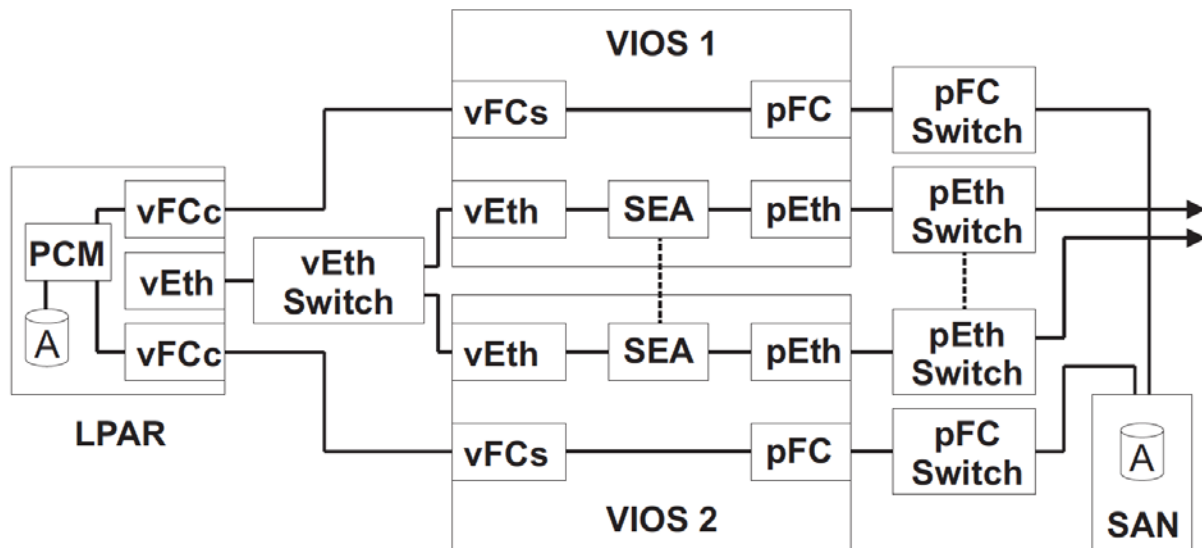 VIOS 1
vFCs
pFC
pFC
Switch
vEth
SEA
pEth
pEth
Switch
vFCc
PCM
vEth
A
vFCc
LPAR
vEth
Switch
vEth
SEA
pEth
pEth
Switch
vFCs
pFC
pFC
Switch
VIOS 2
A
SAN